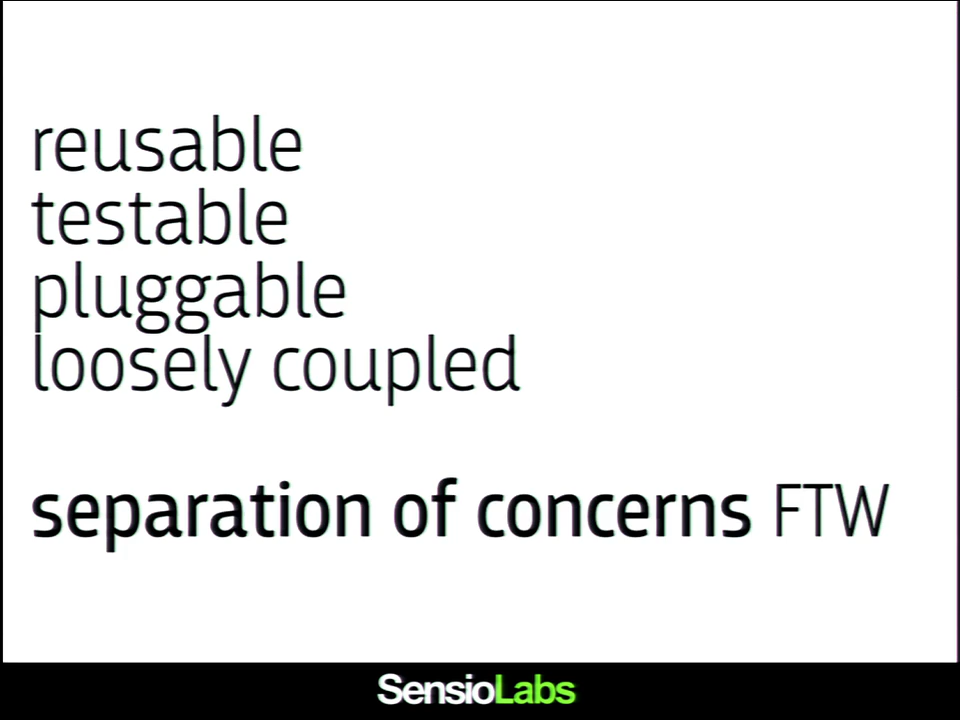 reusable
testable
pluggable
loosely coupled
separation of concerns FTW
SensioLabs